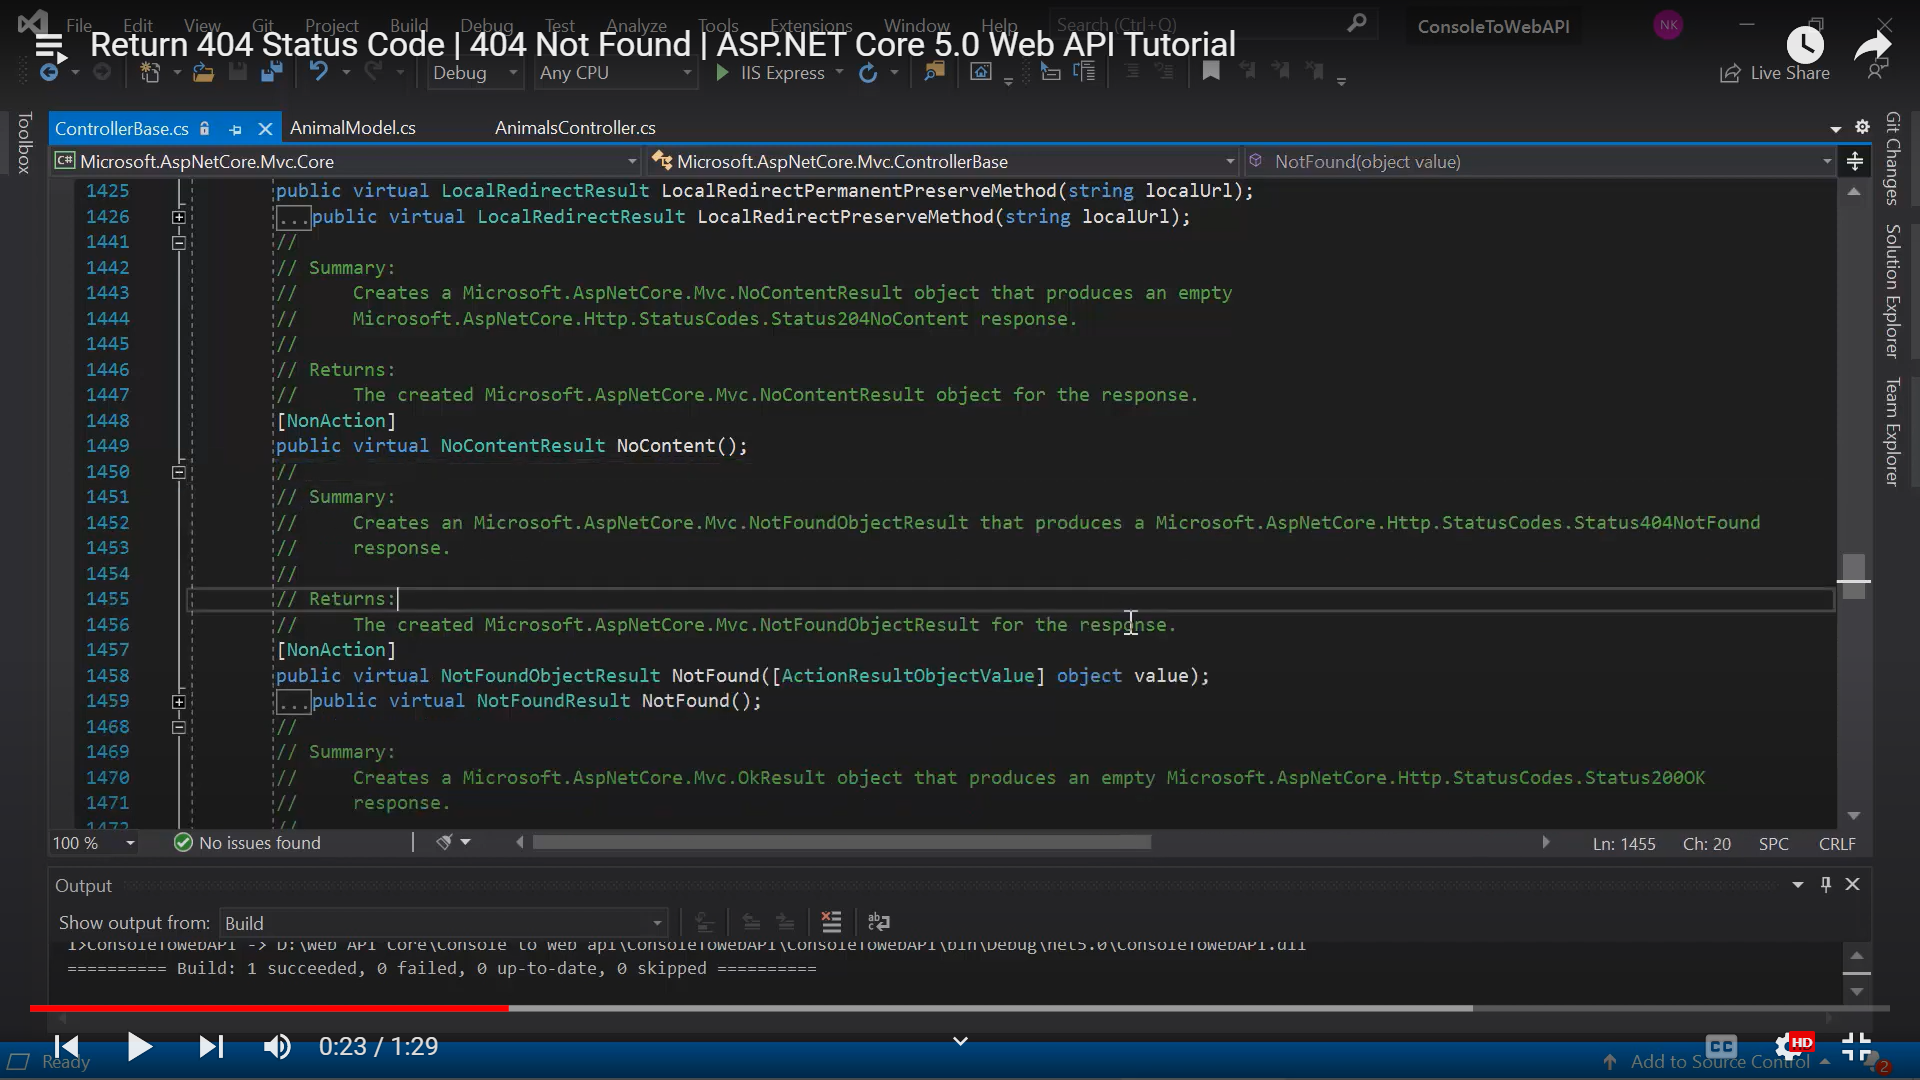 File Edit View Git Project Build Debug Test Analyze Tools Extensions Window Help Search (Ctrl+Q) ConsoleToWebAPI NK
Return 404 Status Code | 404 Not Found | ASP.NET Core 5.0 Web API Tutorial
Debug Any CPU IIS Express Live Share
Toolbox
ControllerBase.cs AnimalModel.cs AnimalsController.cs
C# Microsoft.AspNetCore.Mvc.Core Microsoft.AspNetCore.Mvc.ControllerBase NotFound(object value)
1425 public virtual LocalRedirectResult LocalRedirectPermanentPreserveMethod(string localUrl);
1426 ...public virtual LocalRedirectResult LocalRedirectPreserveMethod(string localUrl);
1441 //
1442 // Summary:
1443 // Creates a Microsoft.AspNetCore.Mvc.NoContentResult object that produces an empty
1444 // Microsoft.AspNetCore.Http.StatusCodes.Status204NoContent response.
1445 //
1446 // Returns:
1447 // The created Microsoft.AspNetCore.Mvc.NoContentResult object for the response.
1448 [NonAction]
1449 public virtual NoContentResult NoContent();
1450 //
1451 // Summary:
1452 // Creates an Microsoft.AspNetCore.Mvc.NotFoundObjectResult that produces a Microsoft.AspNetCore.Http.StatusCodes.Status404NotFound
1453 // response.
1454 //
1455 // Returns:
1456 // The created Microsoft.AspNetCore.Mvc.NotFoundObjectResult for the response.
1457 [NonAction]
1458 public virtual NotFoundObjectResult NotFound([ActionResultObjectValue] object value);
1459 ...public virtual NotFoundResult NotFound();
1468 //
1469 // Summary:
1470 // Creates a Microsoft.AspNetCore.Mvc.OkResult object that produces an empty Microsoft.AspNetCore.Http.StatusCodes.Status200OK
1471 // response.
1472 //
Git Changes
Solution Explorer
Team Explorer
100 % No issues found Ln: 1455 Ch: 20 SPC CRLF
Output
Show output from: Build
1>ConsoleToWebAPI -> D:\Web API Core\Console to web api\ConsoleToWebAPI\ConsoleToWebAPI\bin\Debug\net5.0\ConsoleToWebAPI.dll
========== Build: 1 succeeded, 0 failed, 0 up-to-date, 0 skipped ==========
0:23 / 1:29 CC HD
Ready Add to Source Control 2